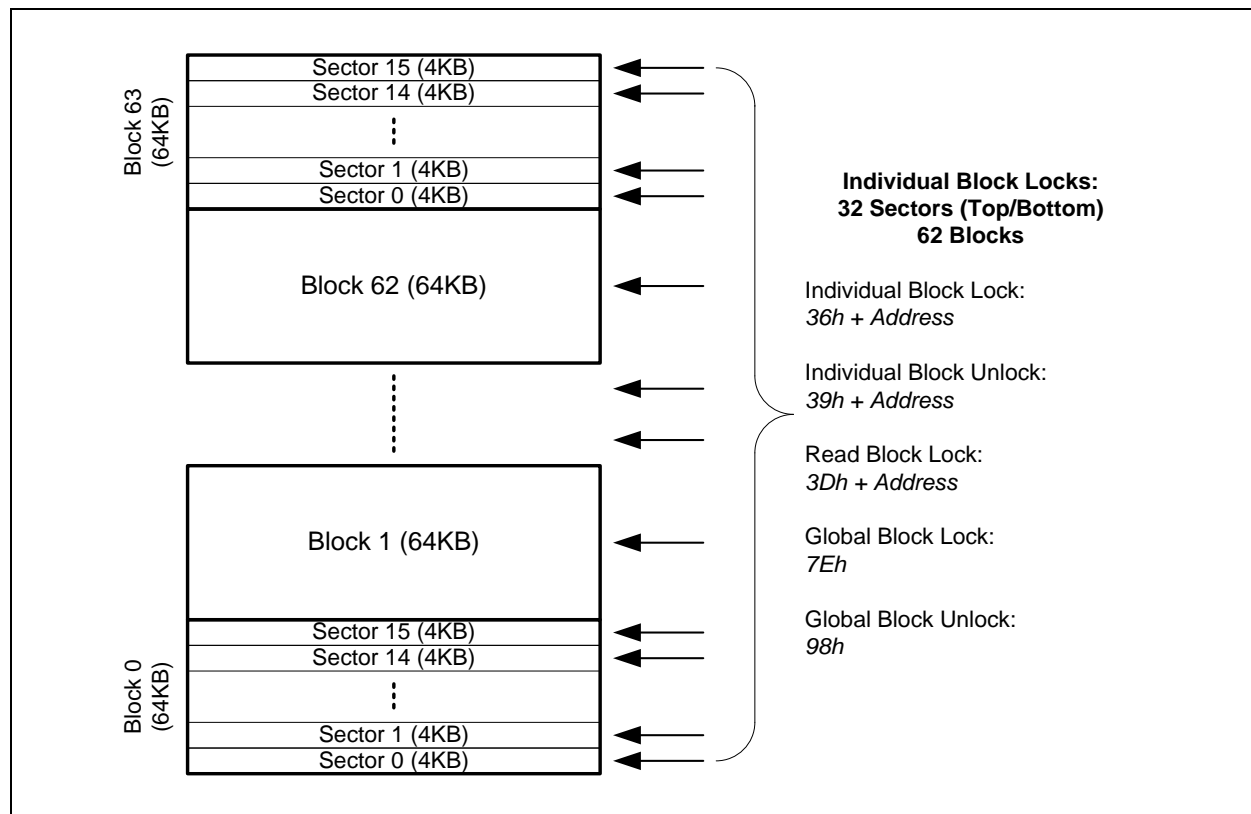 Block 63
(64KB)
Sector 15 (4KB)
Sector 14 (4KB)
Sector 1 (4KB)
Sector 0 (4KB)
Block 62 (64KB)
Block 1 (64KB)
Block 0
(64KB)
Sector 15 (4KB)
Sector 14 (4KB)
Sector 1 (4KB)
Sector 0 (4KB)
Individual Block Locks:
32 Sectors (Top/Bottom)
62 Blocks
Individual Block Lock:
36h + Address
Individual Block Unlock:
39h + Address
Read Block Lock:
3Dh + Address
Global Block Lock:
7Eh
Global Block Unlock:
98h